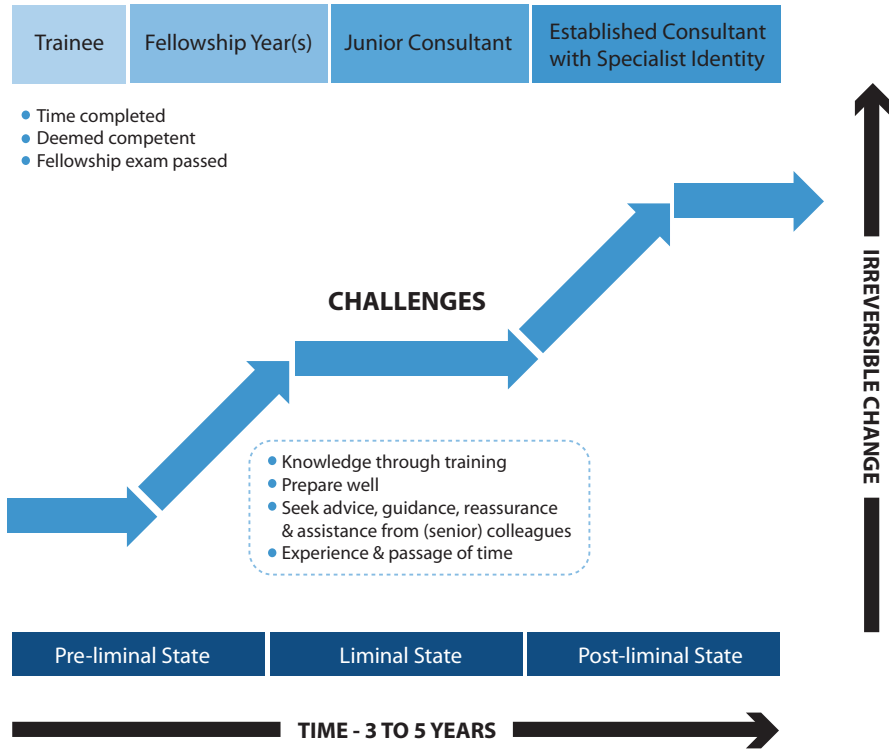 Trainee
Fellowship Year(s)
Junior Consultant
Established Consultant
with Specialist Identity
• Time completed
• Deemed competent
• Fellowship exam passed
CHALLENGES
• Knowledge through training
• Prepare well
• Seek advice, guidance, reassurance
& assistance from (senior) colleagues
• Experience & passage of time
IRREVERSIBLE CHANGE
Pre-liminal State
Liminal State
Post-liminal State
TIME - 3 TO 5 YEARS